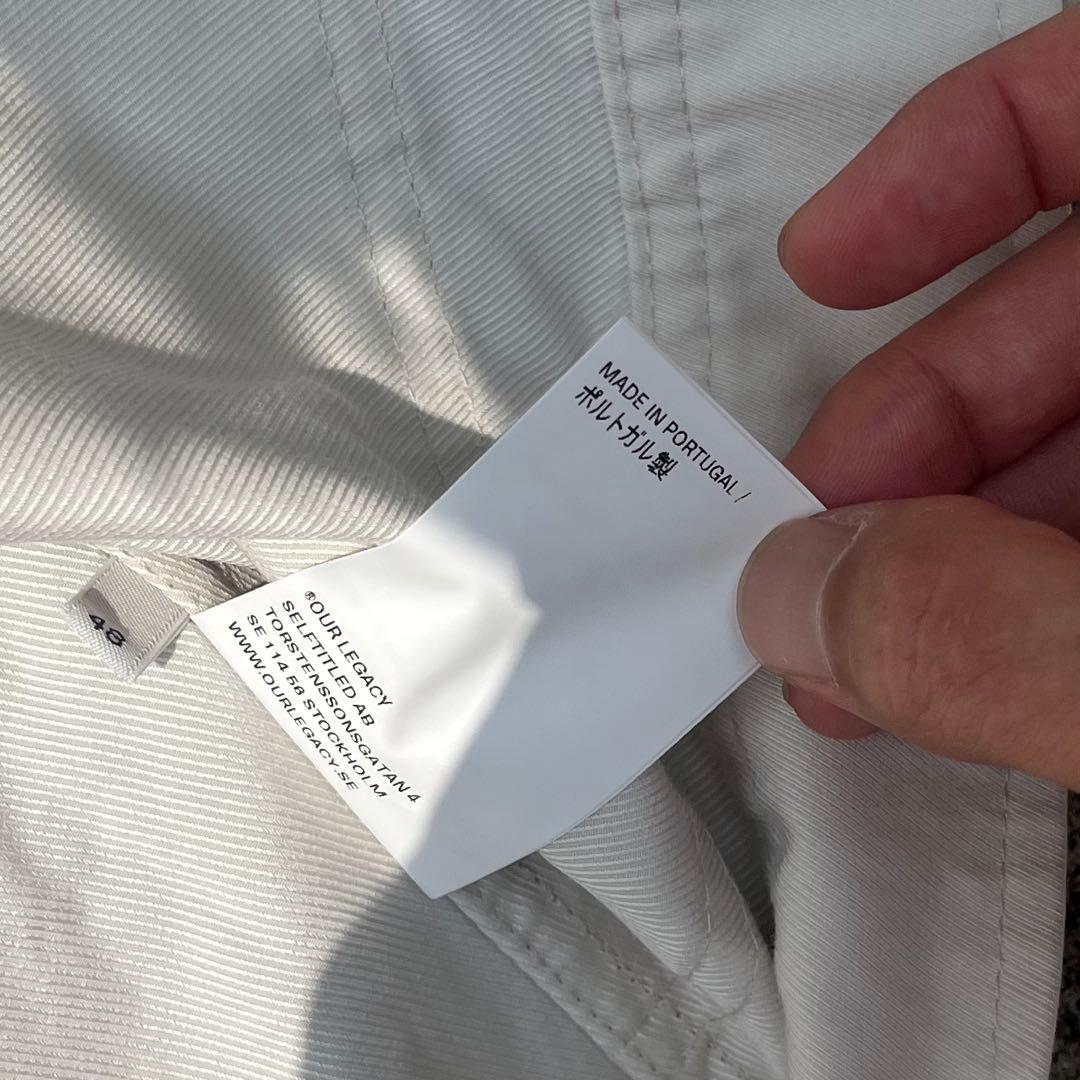 MADE IN PORTUGAL /
ポルトガル製
®OUR LEGACY
SELFTITLED AB
TORSTENSSONSGATAN 4
SE 114 56 STOCKHOLM
WWW.OURLEGACY.SE
48